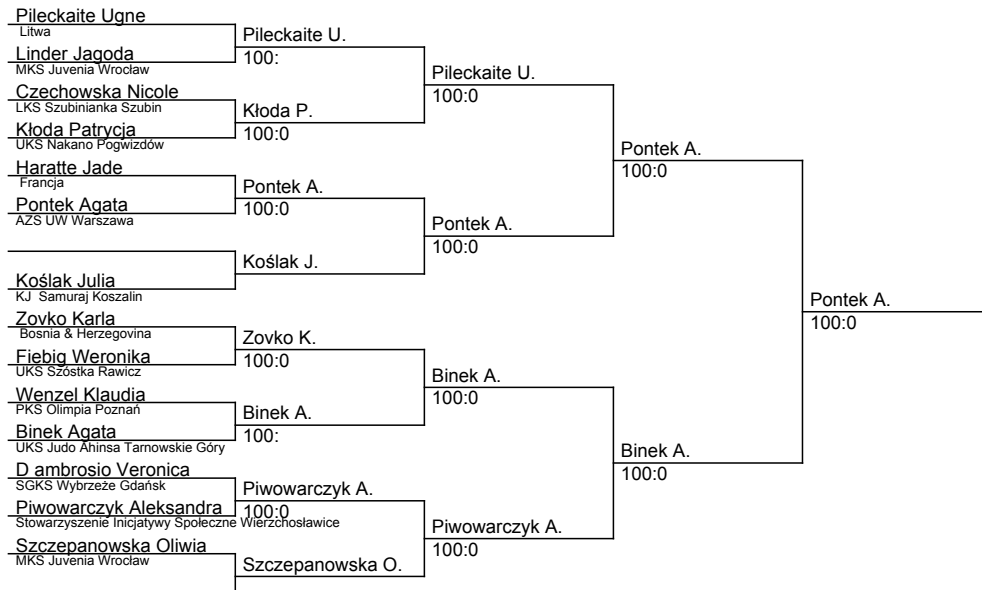 Pileckaite Ugne
Litwa
Linder Jagoda
MKS Juvenia Wrocław
Czechowska Nicole
LKS Szubinianka Szubin
Kłoda Patrycja
UKS Nakano Pogwizdów
Haratte Jade
Francja
Pontek Agata
AZS UW Warszawa
Koślak Julia
KJ Samuraj Koszalin
Zovko Karla
Bosnia & Herzegovina
Fiebig Weronika
UKS Szóstka Rawicz
Wenzel Klaudia
PKS Olimpia Poznań
Binek Agata
UKS Judo Ahinsa Tarnowskie Góry
D ambrosio Veronica
SGKS Wybrzeże Gdańsk
Piwowarczyk Aleksandra
Stowarzyszenie Inicjatywy Społeczne Wierzchosławice
Szczepanowska Oliwia
MKS Juvenia Wrocław
Pileckaite U.
100:
Kłoda P.
100:0
Pontek A.
100:0
Koślak J.
Zovko K.
100:0
Binek A.
100:
Piwowarczyk A.
100:0
Szczepanowska O.
Pileckaite U.
100:0
Pontek A.
100:0
Binek A.
100:0
Piwowarczyk A.
100:0
Pontek A.
100:0
Binek A.
100:0
Pontek A.
100:0